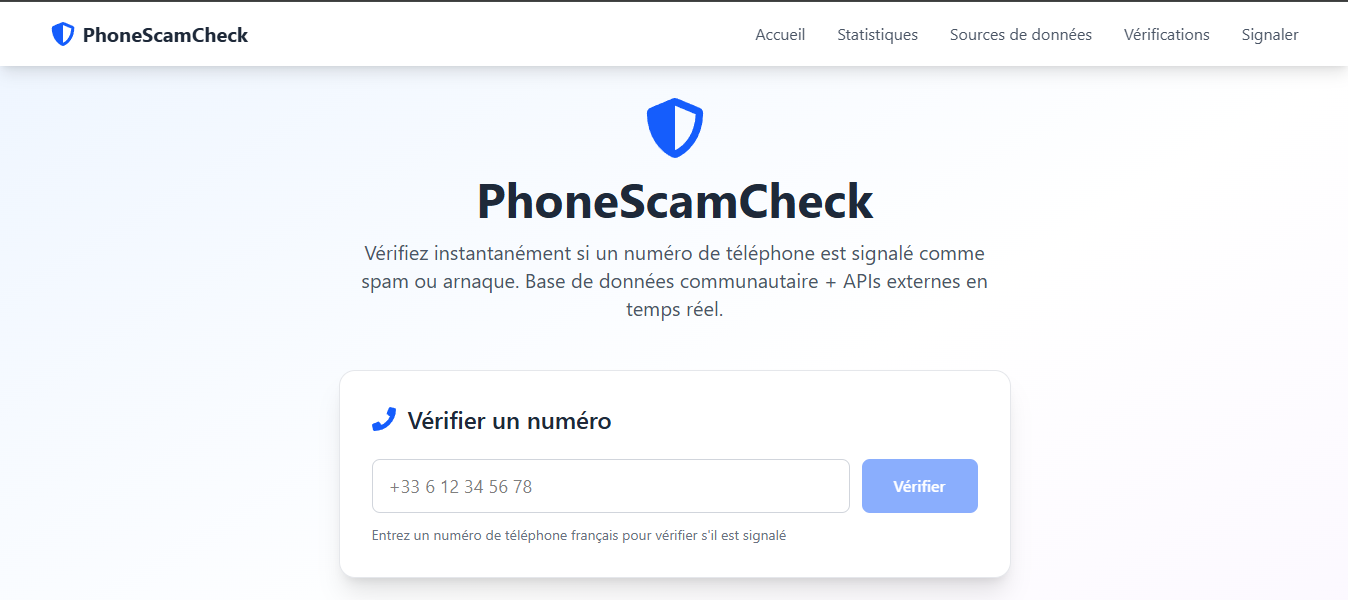 PhoneScamCheck
Accueil
Statistiques
Sources de données
Vérifications
Signaler
PhoneScamCheck
Vérifiez instantanément si un numéro de téléphone est signalé comme
spam ou arnaque. Base de données communautaire + APIs externes en
temps réel.
Vérifier un numéro
+33 6 12 34 56 78
Vérifier
Entrez un numéro de téléphone français pour vérifier s'il est signalé